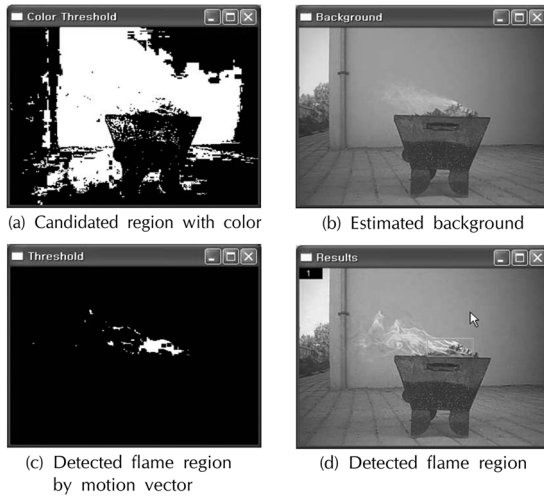 Color Threshold
Background
(a) Candidated region with color
(b) Estimated background
Threshold
Results
1
(c) Detected flame region
by motion vector
(d) Detected flame region